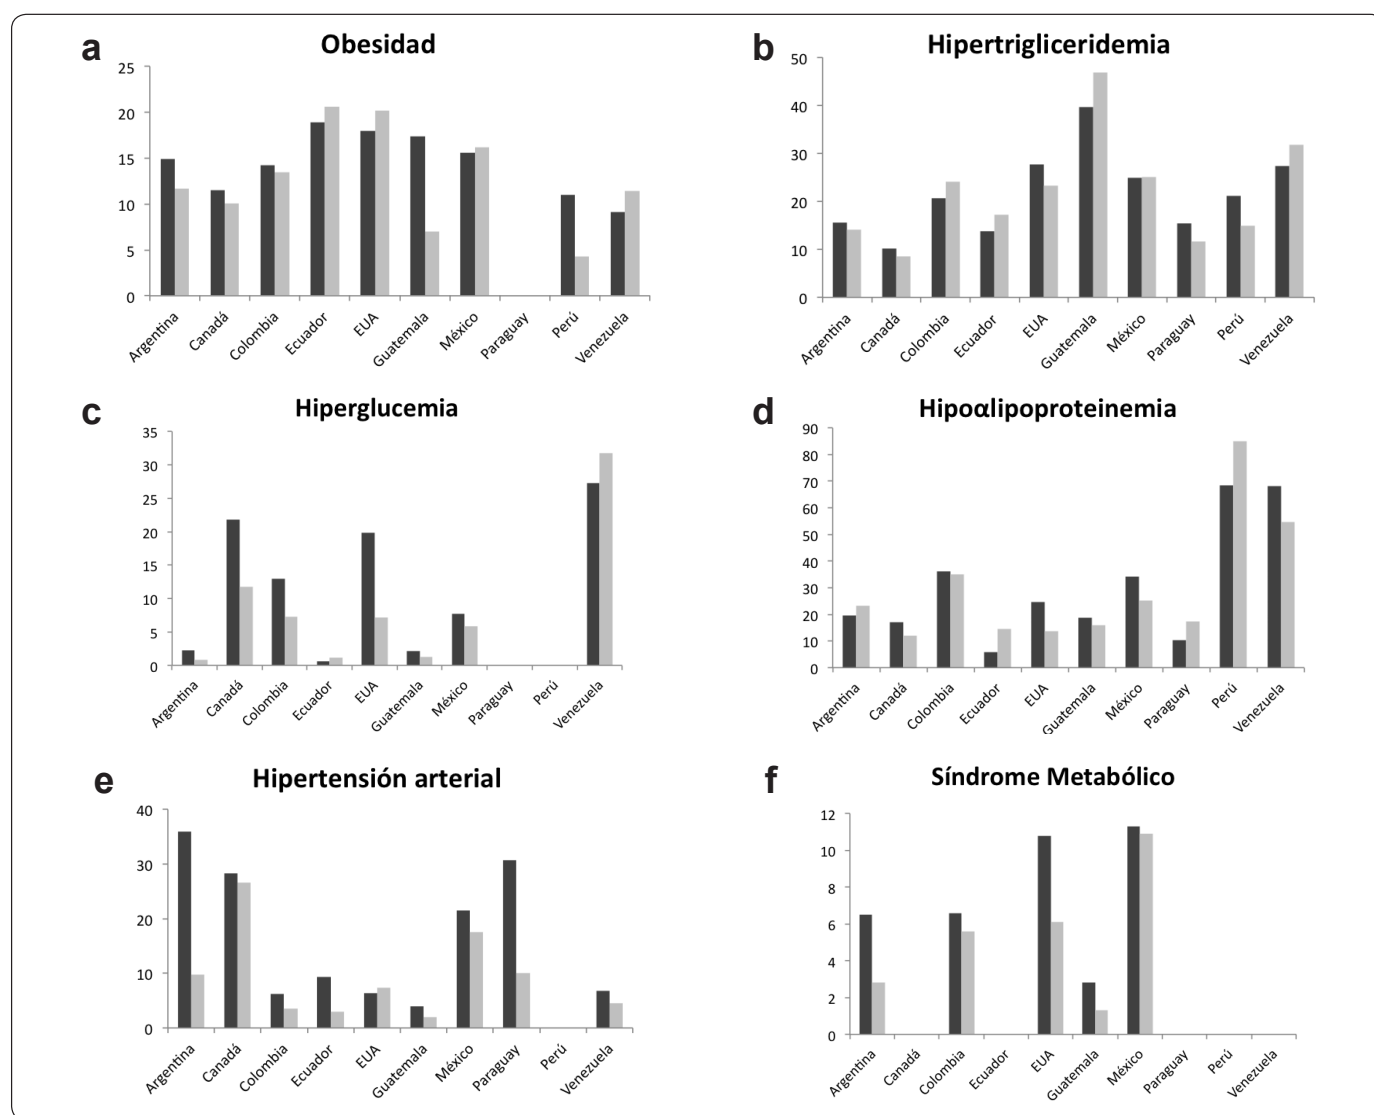 a
Obesidad
25
20
15
10
5
0
Argentina
Canadá
Colombia
Ecuador
EUA
Guatemala
México
Paraguay
Perú
Venezuela
b
Hipertrigliceridemia
50
40
30
20
10
0
Argentina
Canadá
Colombia
Ecuador
EUA
Guatemala
México
Paraguay
Perú
Venezuela
c
Hiperglucemia
35
30
25
20
15
10
5
0
Argentina
Canadá
Colombia
Ecuador
EUA
Guatemala
México
Paraguay
Perú
Venezuela
d
Hipoαlipoproteinemia
90
80
70
60
50
40
30
20
10
0
Argentina
Canadá
Colombia
Ecuador
EUA
Guatemala
México
Paraguay
Perú
Venezuela
e
Hipertensión arterial
40
30
20
10
0
Argentina
Canadá
Colombia
Ecuador
EUA
Guatemala
México
Paraguay
Perú
Venezuela
f
Síndrome Metabólico
12
10
8
6
4
2
0
Argentina
Canadá
Colombia
Ecuador
EUA
Guatemala
México
Paraguay
Perú
Venezuela